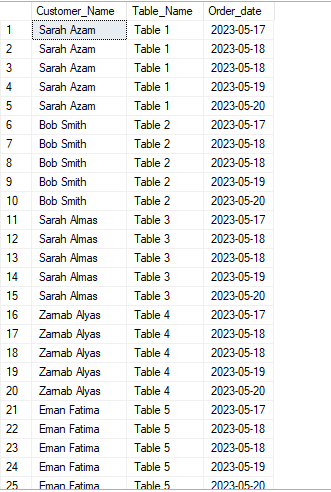 Customer_Name Table_Name Order_date
1 Sarah Azam Table 1 2023-05-17
2 Sarah Azam Table 1 2023-05-18
3 Sarah Azam Table 1 2023-05-18
4 Sarah Azam Table 1 2023-05-19
5 Sarah Azam Table 1 2023-05-20
6 Bob Smith Table 2 2023-05-17
7 Bob Smith Table 2 2023-05-18
8 Bob Smith Table 2 2023-05-18
9 Bob Smith Table 2 2023-05-19
10 Bob Smith Table 2 2023-05-20
11 Sarah Almas Table 3 2023-05-17
12 Sarah Almas Table 3 2023-05-18
13 Sarah Almas Table 3 2023-05-18
14 Sarah Almas Table 3 2023-05-19
15 Sarah Almas Table 3 2023-05-20
16 Zarnab Alyas Table 4 2023-05-17
17 Zarnab Alyas Table 4 2023-05-18
18 Zarnab Alyas Table 4 2023-05-18
19 Zarnab Alyas Table 4 2023-05-19
20 Zarnab Alyas Table 4 2023-05-20
21 Eman Fatima Table 5 2023-05-17
22 Eman Fatima Table 5 2023-05-18
23 Eman Fatima Table 5 2023-05-18
24 Eman Fatima Table 5 2023-05-19
25 Eman Fatima Table 5 2023-05-20